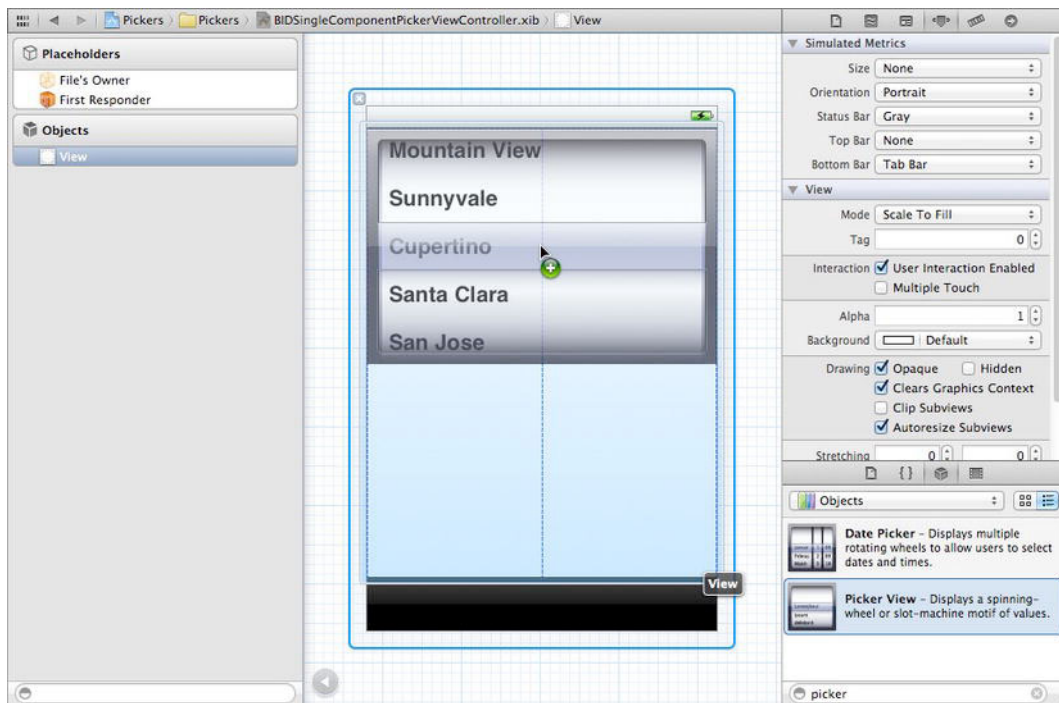 Pickers Pickers BIDSingleComponentPickerViewController.xib View
Placeholders
File's Owner
First Responder
Objects
View
Mountain View
Sunnyvale
Cupertino
Santa Clara
San Jose
View
Simulated Metrics
Size None
Orientation Portrait
Status Bar Gray
Top Bar None
Bottom Bar Tab Bar
View
Mode Scale To Fill
Tag 0
Interaction User Interaction Enabled
Multiple Touch
Alpha 1
Background Default
Drawing Opaque Hidden
Clears Graphics Context
Clip Subviews
Autoresize Subviews
Stretching 0 0
{ }
Objects
Date Picker – Displays multiple
rotating wheels to allow users to select
dates and times.
Picker View – Displays a spinning-
wheel or slot-machine motif of values.
picker